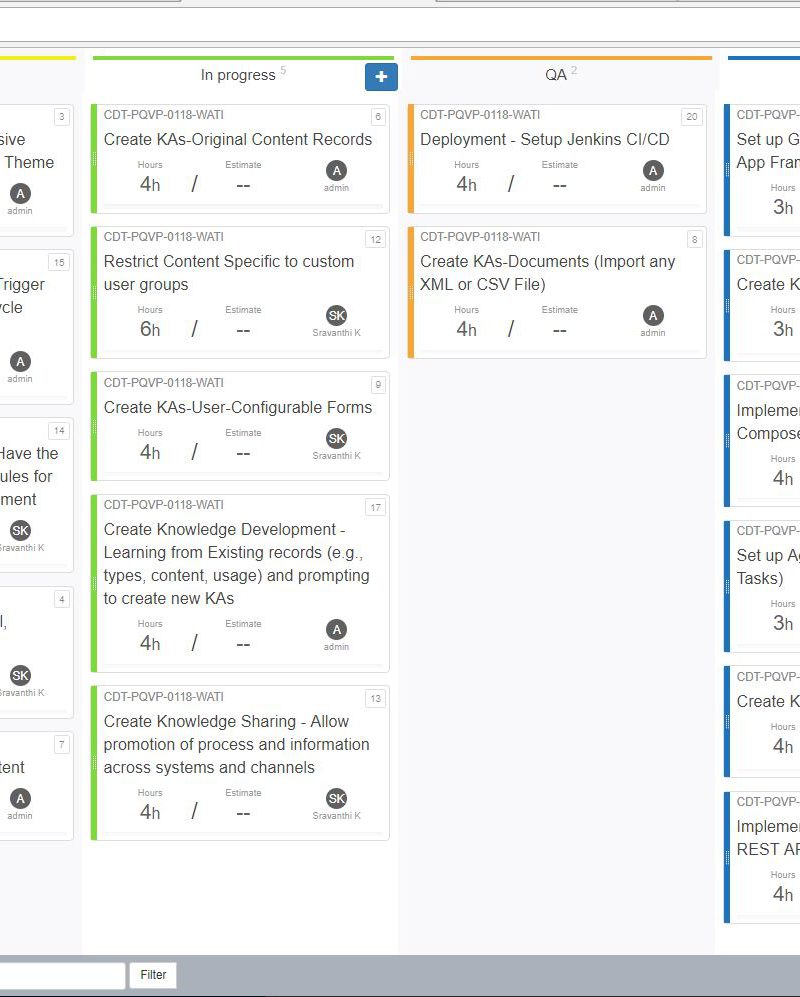 In progress 5
+
QA 2
3
sive
Theme
A
admin
15
Trigger
ycle
A
admin
14
Have the
ules for
ment
SK
Sravanthi K
4
l,
SK
Sravanthi K
7
tent
A
admin
CDT-PQVP-0118-WATI 6
Create KAs-Original Content Records
Hours Estimate
4h / -- A
admin
CDT-PQVP-0118-WATI 12
Restrict Content Specific to custom
user groups
Hours Estimate
6h / -- SK
Sravanthi K
CDT-PQVP-0118-WATI 9
Create KAs-User-Configurable Forms
Hours Estimate
4h / -- SK
Sravanthi K
CDT-PQVP-0118-WATI 17
Create Knowledge Development -
Learning from Existing records (e.g.,
types, content, usage) and prompting
to create new KAs
Hours Estimate
4h / -- A
admin
CDT-PQVP-0118-WATI 13
Create Knowledge Sharing - Allow
promotion of process and information
across systems and channels
Hours Estimate
4h / -- SK
Sravanthi K
CDT-PQVP-0118-WATI 20
Deployment - Setup Jenkins CI/CD
Hours Estimate
4h / -- A
admin
CDT-PQVP-0118-WATI 8
Create KAs-Documents (Import any
XML or CSV File)
Hours Estimate
4h / -- A
admin
CDT-PQVP-
Set up G
App Fran
Hours
3h
CDT-PQVP-
Create K
Hours
3h
CDT-PQVP-
Implemen
Compose
Hours
4h
CDT-PQVP-
Set up Ag
Tasks)
Hours
3h
CDT-PQVP-
Create K
Hours
4h
CDT-PQVP-
Implemen
REST AP
Hours
4h
Filter